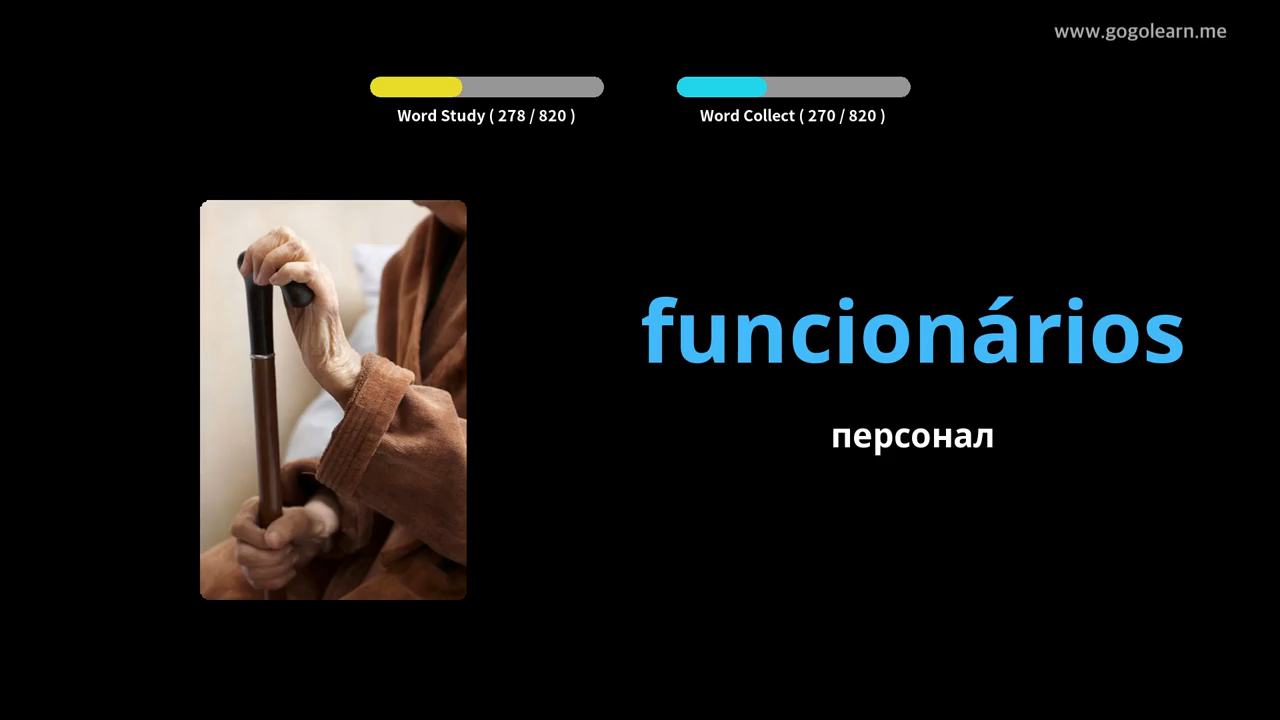 www.gogolearn.me
Word Study ( 278 / 820 )
Word Collect ( 270 / 820 )
funcionários
персонал